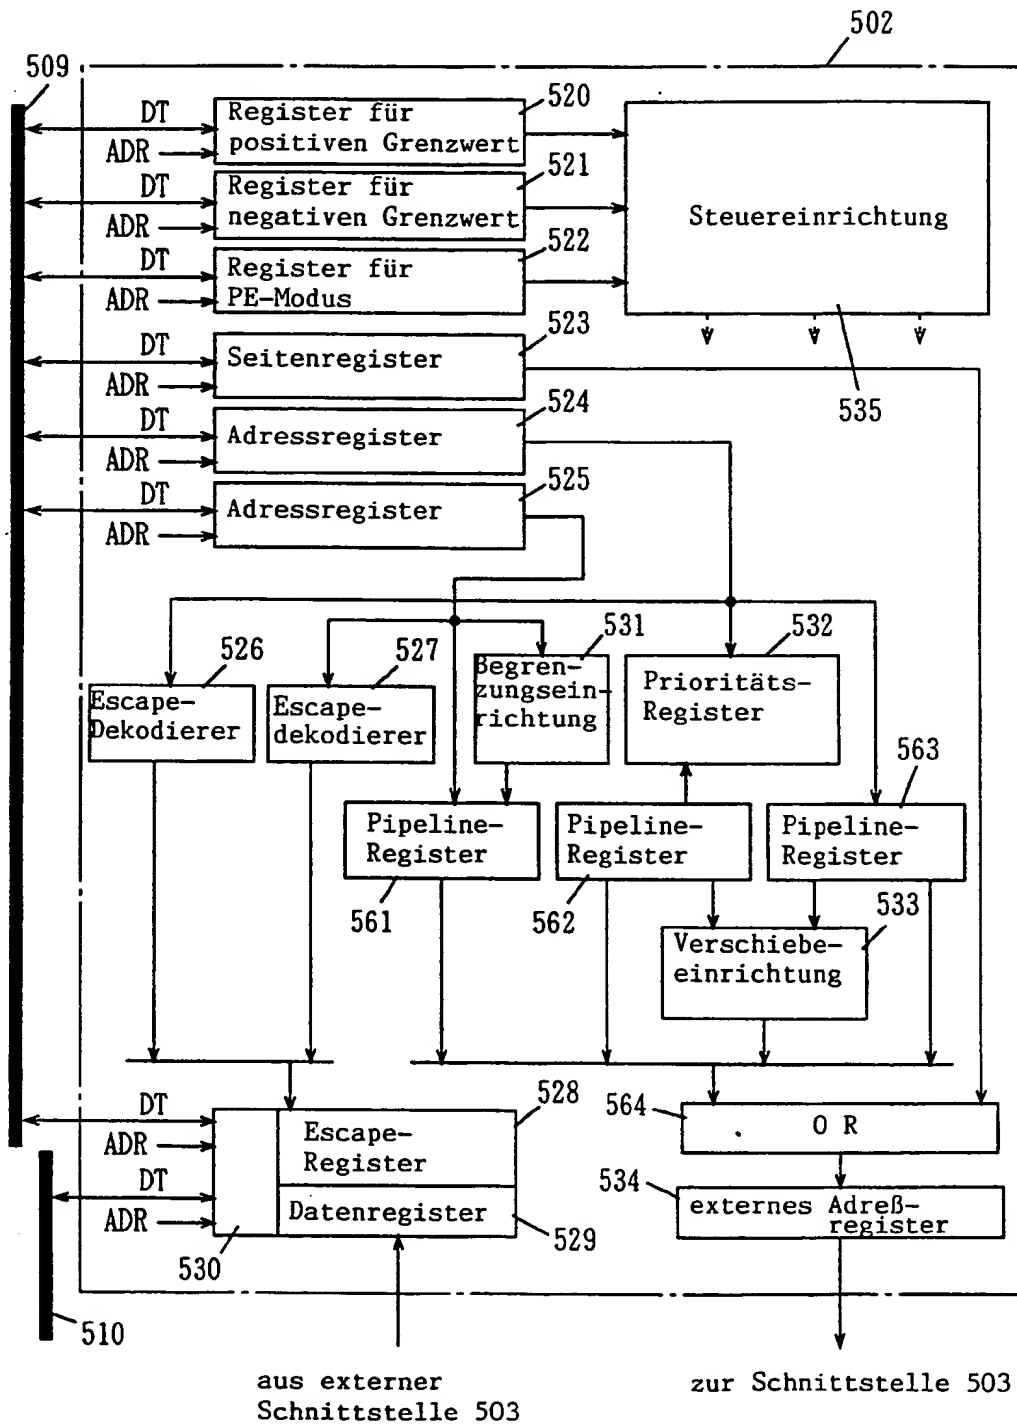 502
509
DT
ADR
Register für
positiven Grenzwert
520
DT
ADR
Register für
negativen Grenzwert
521
Steuereinrichtung
DT
ADR
Register für
PE-Modus
522
535
DT
ADR
Seitenregister
523
DT
ADR
Adressregister
524
DT
ADR
Adressregister
525
526
Escape-
Dekodierer
527
Escape-
dekodierer
531
Begren-
zungsein-
richtung
532
Prioritäts-
Register
563
Pipeline-
Register
561
Pipeline-
Register
562
Pipeline-
Register
533
Verschiebe-
einrichtung
DT
ADR
DT
ADR
528
Escape-
Register
Datenregister
529
530
564
O R
534
externes Adreß-
register
510
aus externer
Schnittstelle 503
zur Schnittstelle 503